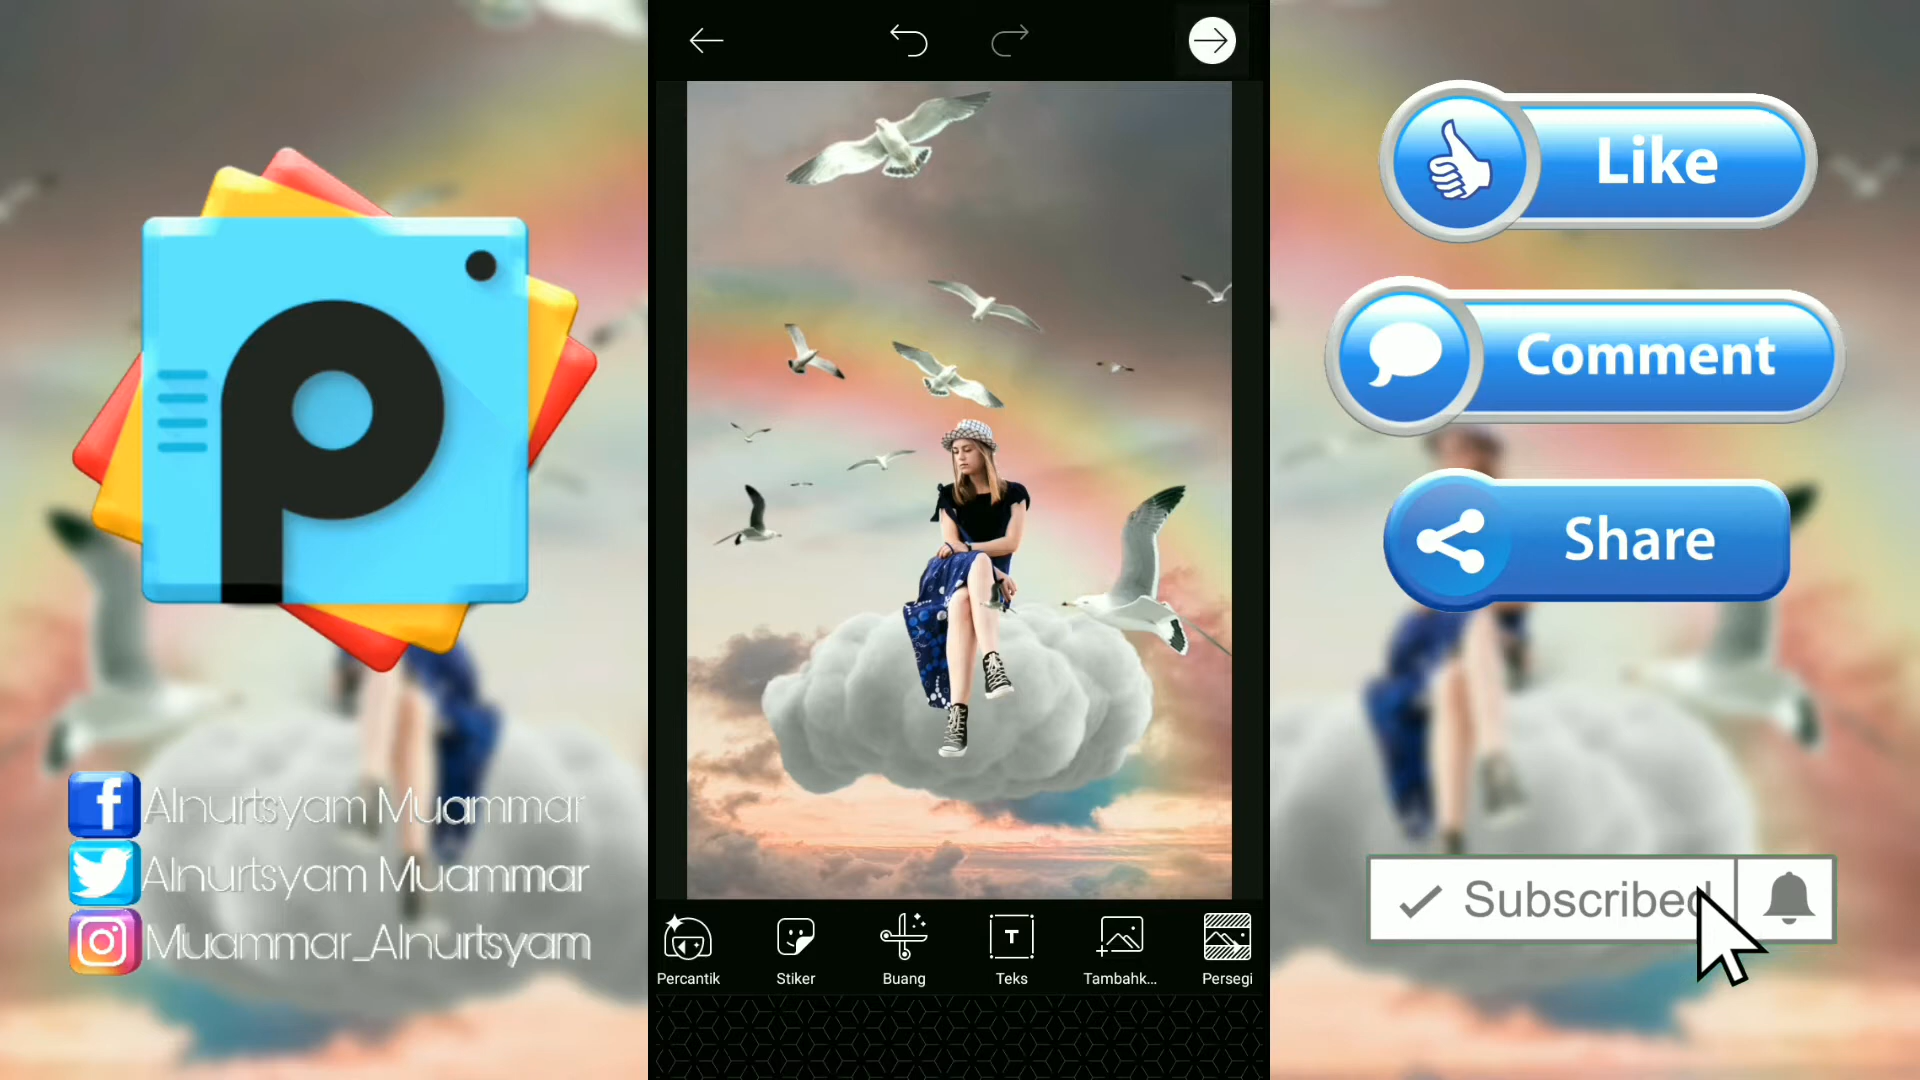 Alnurtsyam Muammar
Alnurtsyam Muammar
Muammar_Alnurtsyam
Percantik
Stiker
Buang
T
Teks
Tambahk...
Persegi
Like
Comment
Share
Subscribed